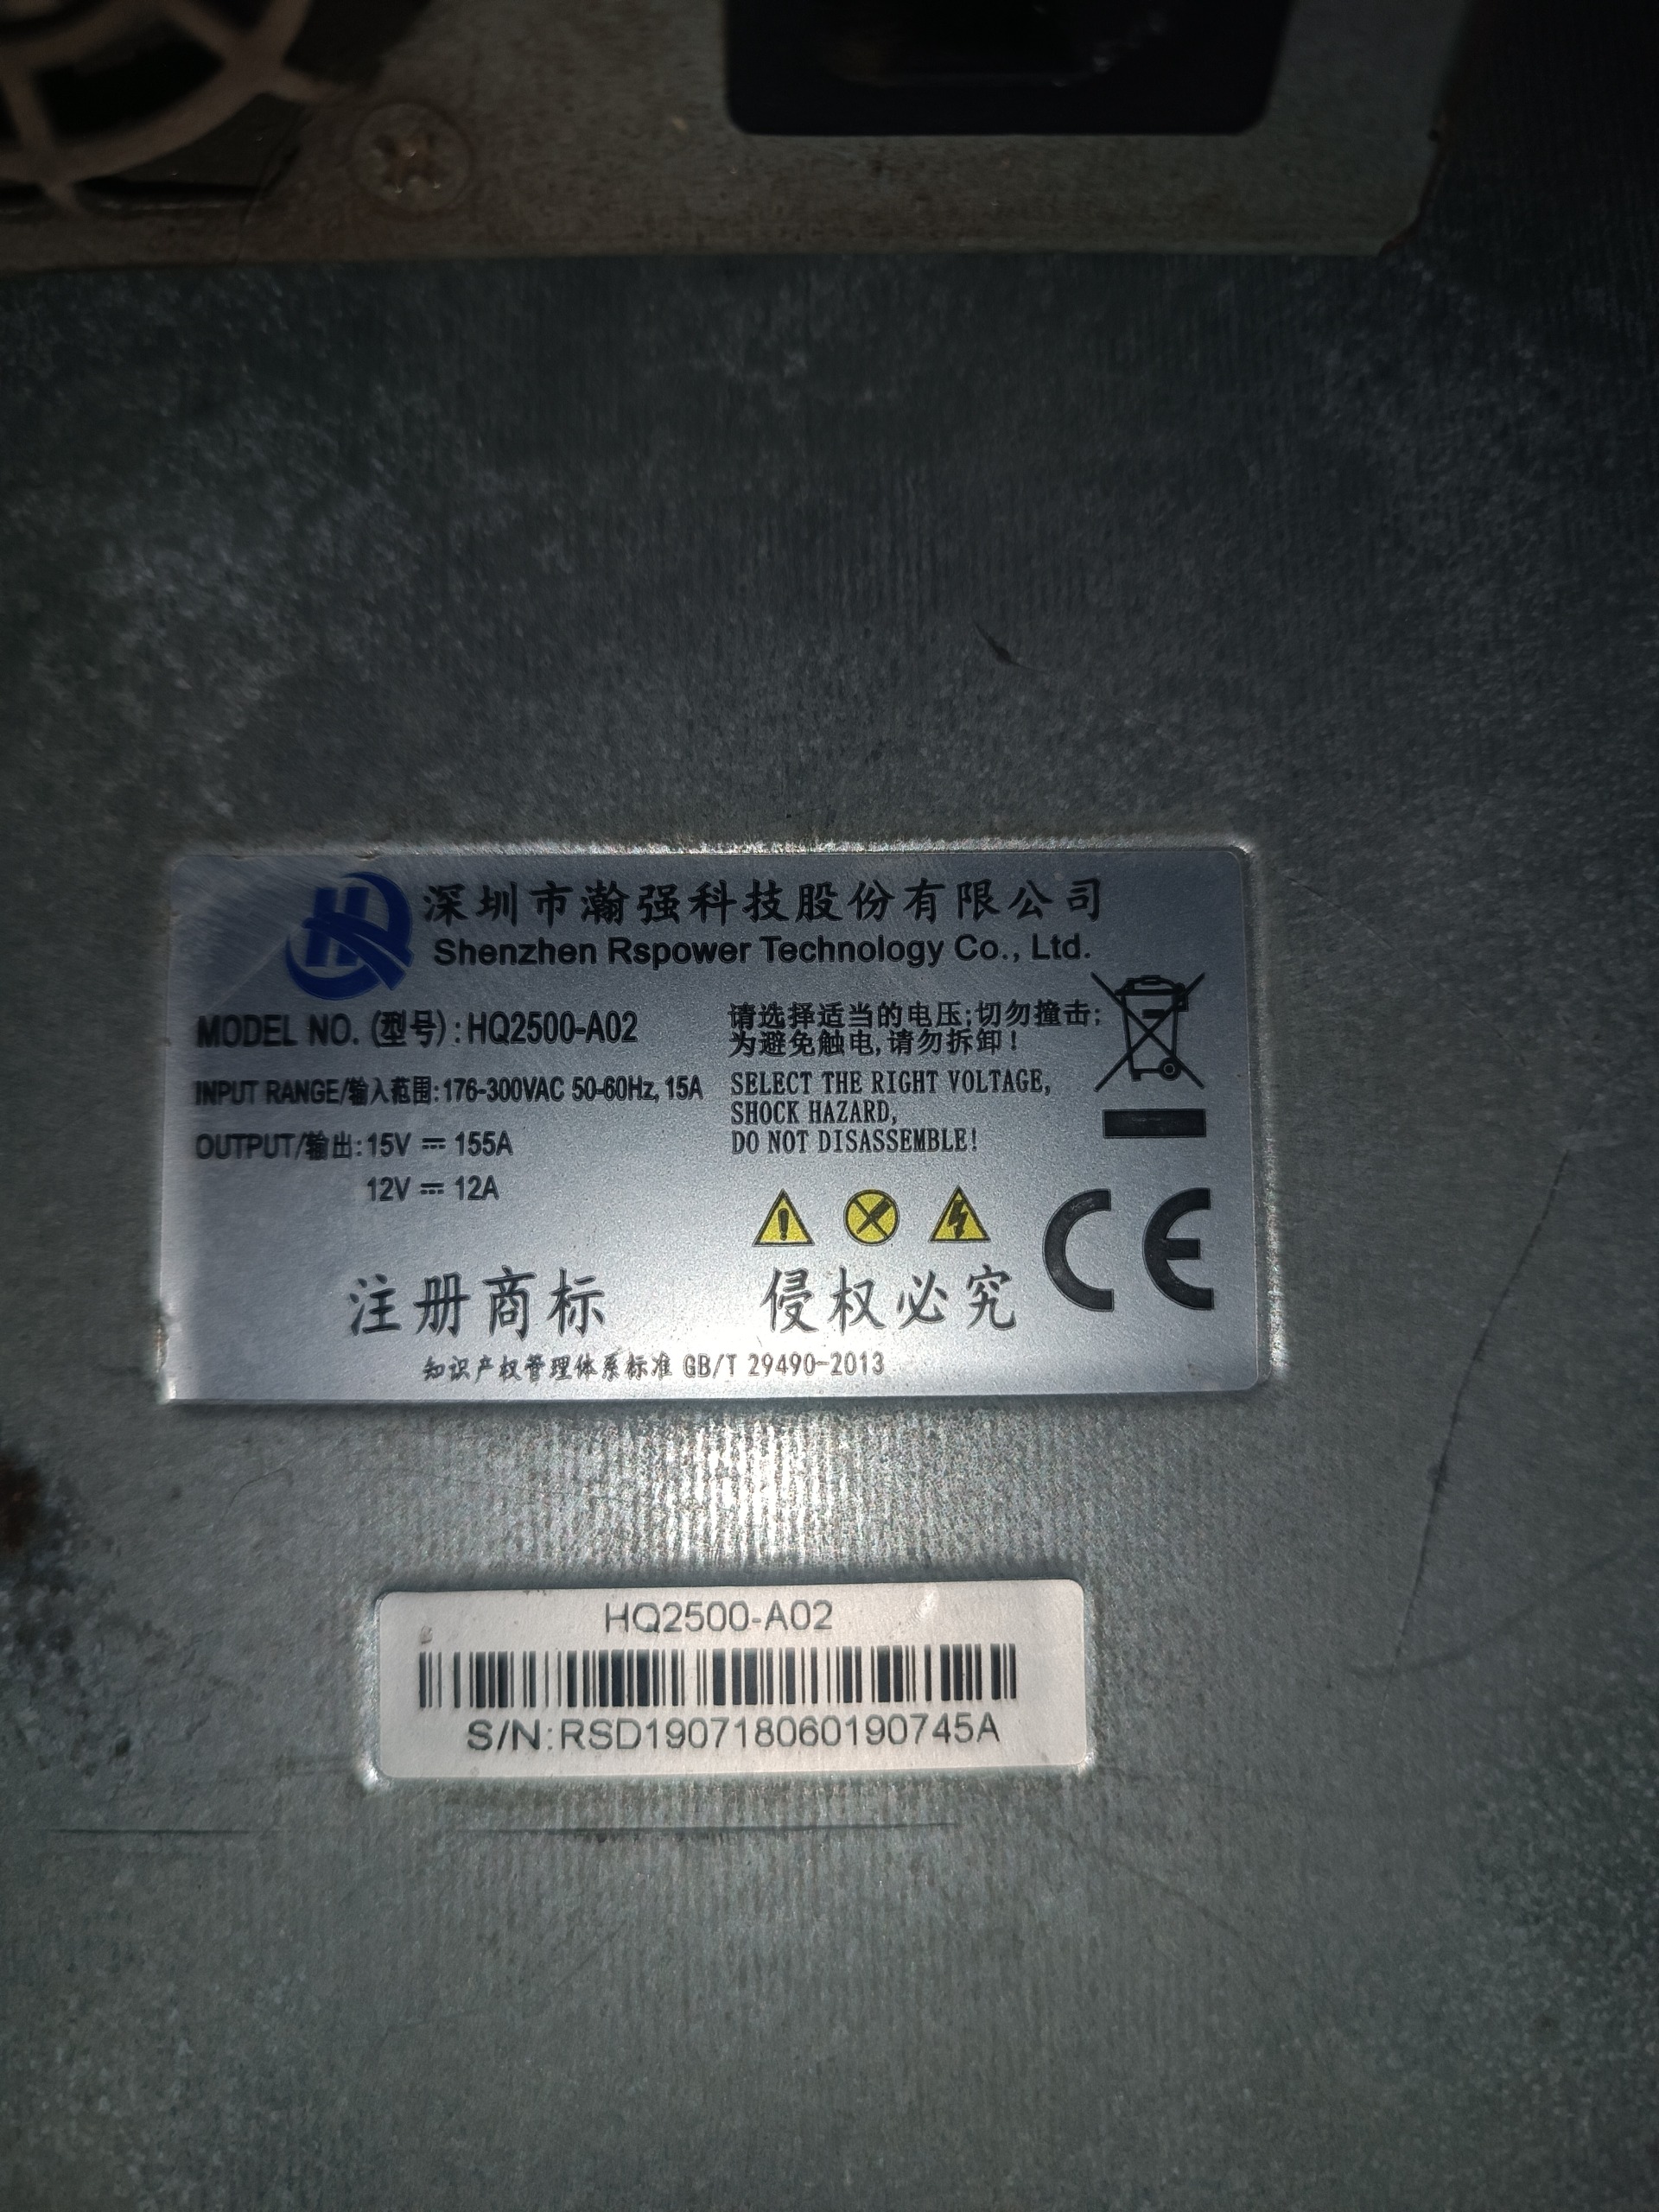 深圳市瀚强科技股份有限公司
Shenzhen Rspower Technology Co., Ltd.
MODEL NO. (型号) : HQ2500-A02
INPUT RANGE/输入范围: 176-300VAC 50-60Hz, 15A
OUTPUT/输出: 15V ⎓ 155A
12V ⎓ 12A
请选择适当的电压;切勿撞击;
为避免触电,请勿拆卸!
SELECT THE RIGHT VOLTAGE,
SHOCK HAZARD,
DO NOT DISASSEMBLE!
CE
注册商标 侵权必究
知识产权管理体系标准 GB/T 29490-2013
HQ2500-A02
S/N:RSD190718060190745A